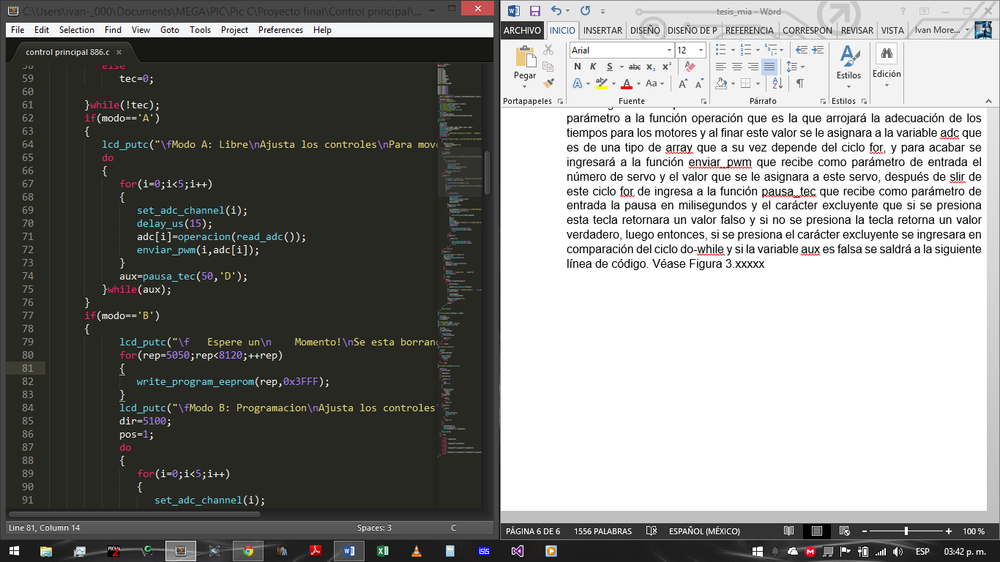 C:\Users\ivan-_000\Documents\MEGA\PIC\Pic C\Proyecto final\Control principal\...
File Edit Selection Find View Goto Tools Project Preferences Help
control principal 886.c ×
58 else
59 tec=0;
60
61 }while(!tec);
62 if(modo=='A')
63 {
64 lcd_putc("\fModo A: Libre\nAjusta los controles\nPara move
65 do
66 {
67 for(i=0;i<5;i++)
68 {
69 set_adc_channel(i);
70 delay_us(15);
71 adc[i]=operacion(read_adc());
72 enviar_pwm(i,adc[i]);
73 }
74 aux=pausa_tec(50,'D');
75 }while(aux);
76 }
77 if(modo=='B')
78 {
79 lcd_putc("\f   Espere un\n    Momento!\nSe esta borran
80 for(rep=5050;rep<8120;++rep)
81 {
82 write_program_eeprom(rep,0x3FFF);
83 }
84 lcd_putc("\fModo B: Programacion\nAjusta los controles\
85 dir=5100;
86 pos=1;
87 do
88 {
89 for(i=0;i<5;i++)
90 {
91 set_adc_channel(i);
Line 81, Column 14 Spaces: 3 C
tesis_mia - Word
ARCHIVO INICIO INSERTAR DISEÑO DISEÑO DE P REFERENCIA CORRESPON REVISAR VISTA Ivan More...
Pegar
Portapapeles
Arial 12
N K S abc x₂ x²
A A Aa A A
Fuente
Párrafo
Estilos
Estilos
Edición
parámetro a la función operación que es la que arrojará la adecuación de los
tiempos para los motores y al finar este valor se le asignara a la variable adc que
es de una tipo de array que a su vez depende del ciclo for, y para acabar se
ingresará a la función enviar_pwm que recibe como parámetro de entrada el
número de servo y el valor que se le asignara a este servo, después de slir de
este ciclo for de ingresa a la función pausa_tec que recibe como parámetro de
entrada la pausa en milisegundos y el carácter excluyente que si se presiona
esta tecla retornara un valor falso y si no se presiona la tecla retorna un valor
verdadero, luego entonces, si se presiona el carácter excluyente se ingresara en
comparación del ciclo do-while y si la variable aux es falsa se saldrá a la siguiente
línea de código. Véase Figura 3.xxxxx
PÁGINA 6 DE 6 1556 PALABRAS ESPAÑOL (MÉXICO) 100 %
ESP 03:42 p. m.